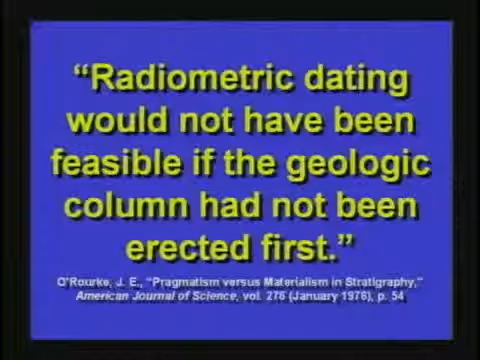 “Radiometric dating
would not have been
feasible if the geologic
column had not been
erected first.”
O'Rourke, J. E., “Pragmatism versus Materialism in Stratigraphy,”
American Journal of Science, vol. 276 (January 1976), p. 54